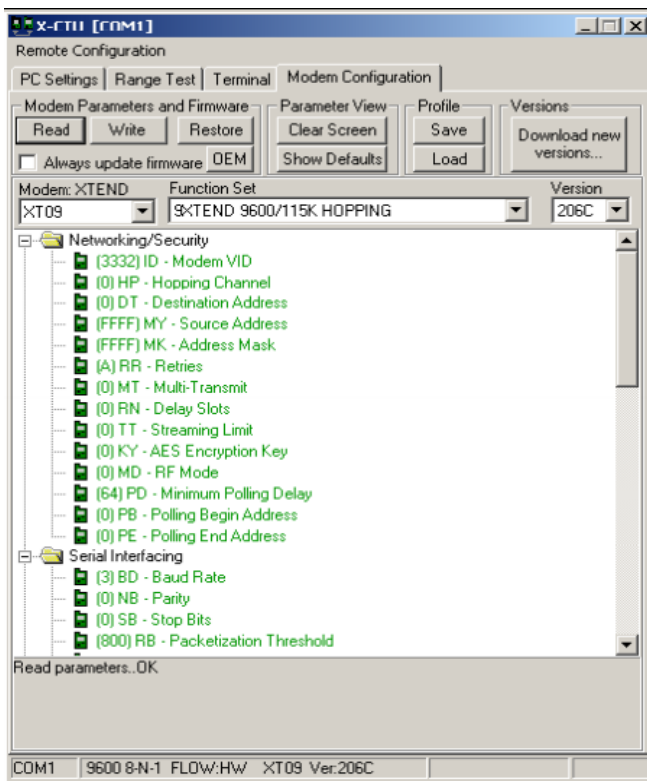 X-CTU [COM1]
Remote Configuration
PC Settings Range Test Terminal Modem Configuration
Modem Parameters and Firmware Parameter View Profile Versions
Read Write Restore Clear Screen Save Download new versions...
Always update firmware OEM Show Defaults Load
Modem: XTEND Function Set Version
XT09 9XTEND 9600/115K HOPPING 206C
Networking/Security
(3332) ID - Modem VID
(0) HP - Hopping Channel
(0) DT - Destination Address
(FFFF) MY - Source Address
(FFFF) MK - Address Mask
(A) RR - Retries
(0) MT - Multi-Transmit
(0) RN - Delay Slots
(0) TT - Streaming Limit
(0) KY - AES Encryption Key
(0) MD - RF Mode
(64) PD - Minimum Polling Delay
(0) PB - Polling Begin Address
(0) PE - Polling End Address
Serial Interfacing
(3) BD - Baud Rate
(0) NB - Parity
(0) SB - Stop Bits
(800) RB - Packetization Threshold
Read parameters..OK
COM1 9600 8-N-1 FLOW:HW XT09 Ver:206C